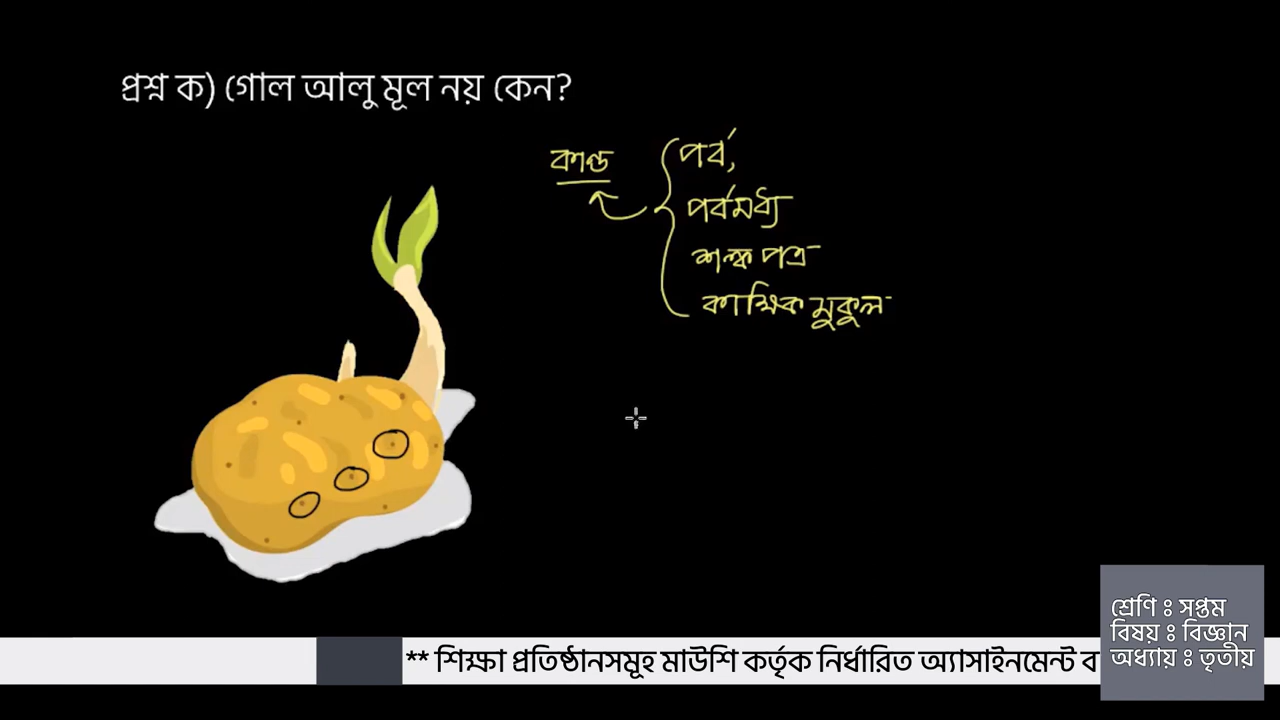 প্রশ্ন ক) গোল আলু মূল নয় কেন?
কাণ্ড
পর্ব,
পর্বমধ্য
শল্ক পত্র
কাক্ষিক মুকুল
** শিক্ষা প্রতিষ্ঠানসমূহ মাউশি কর্তৃক নির্ধারিত অ্যাসাইনমেন্ট ব
শ্রেণি ঃ সপ্তম
বিষয় ঃ বিজ্ঞান
অধ্যায় ঃ তৃতীয়